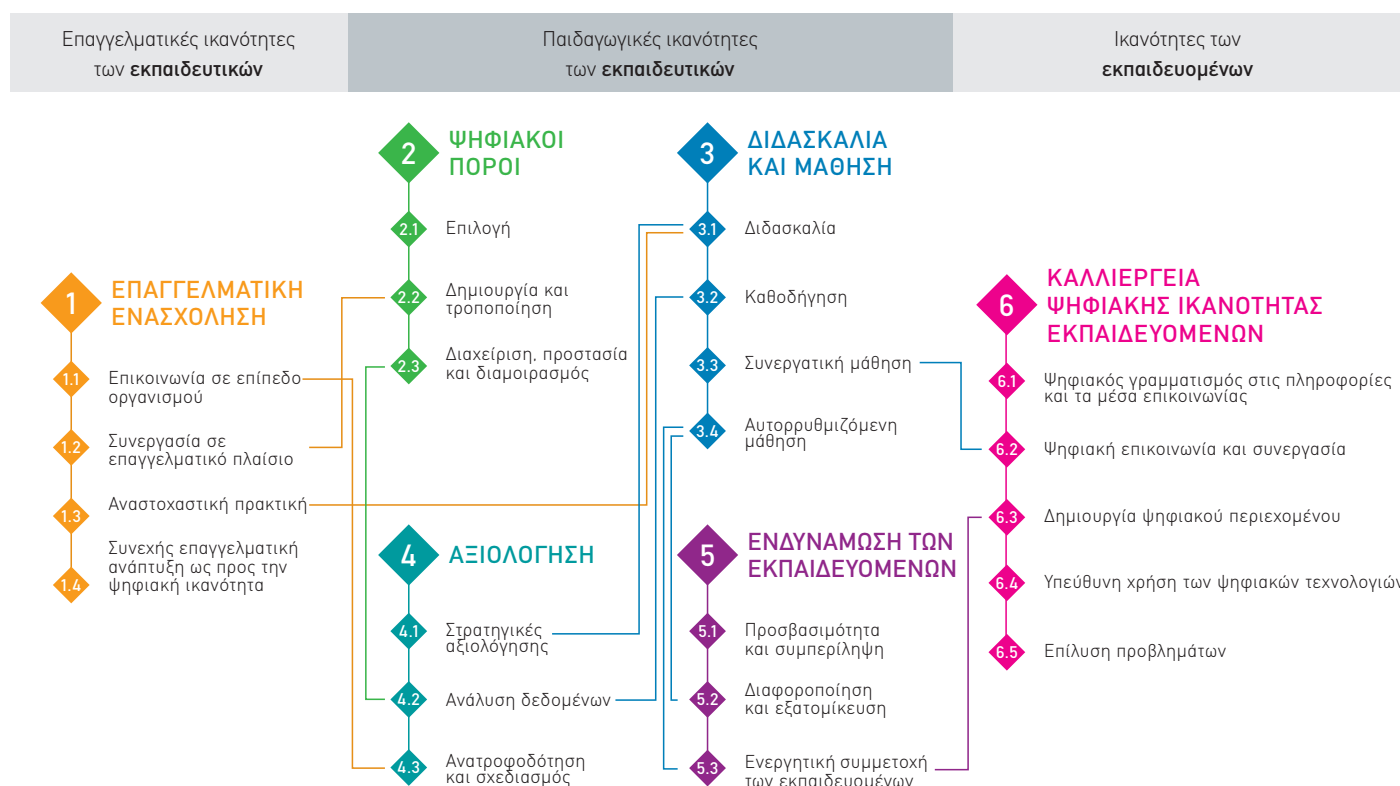 Επαγγελματικές ικανότητες
των εκπαιδευτικών
Παιδαγωγικές ικανότητες
των εκπαιδευτικών
Ικανότητες των
εκπαιδευομένων
1
ΕΠΑΓΓΕΛΜΑΤΙΚΗ
ΕΝΑΣΧΟΛΗΣΗ
1.1
Επικοινωνία σε επίπεδο
οργανισμού
1.2
Συνεργασία σε
επαγγελματικό πλαίσιο
1.3
Αναστοχαστική πρακτική
1.4
Συνεχής επαγγελματική
ανάπτυξη ως προς την
ψηφιακή ικανότητα
2
ΨΗΦΙΑΚΟΙ
ΠΟΡΟΙ
2.1
Επιλογή
2.2
Δημιουργία και
τροποποίηση
2.3
Διαχείριση, προστασία
και διαμοιρασμός
3
ΔΙΔΑΣΚΑΛΙΑ
ΚΑΙ ΜΑΘΗΣΗ
3.1
Διδασκαλία
3.2
Καθοδήγηση
3.3
Συνεργατική μάθηση
3.4
Αυτορρυθμιζόμενη
μάθηση
4
ΑΞΙΟΛΟΓΗΣΗ
4.1
Στρατηγικές
αξιολόγησης
4.2
Ανάλυση δεδομένων
4.3
Ανατροφοδότηση
και σχεδιασμός
5
ΕΝΔΥΝΑΜΩΣΗ ΤΩΝ
ΕΚΠΑΙΔΕΥΟΜΕΝΩΝ
5.1
Προσβασιμότητα
και συμπερίληψη
5.2
Διαφοροποίηση
και εξατομίκευση
5.3
Ενεργητική συμμετοχή
των εκπαιδευομένων
6
ΚΑΛΛΙΕΡΓΕΙΑ
ΨΗΦΙΑΚΗΣ ΙΚΑΝΟΤΗΤΑΣ
ΕΚΠΑΙΔΕΥΟΜΕΝΩΝ
6.1
Ψηφιακός γραμματισμός στις πληροφορίες
και τα μέσα επικοινωνίας
6.2
Ψηφιακή επικοινωνία και συνεργασία
6.3
Δημιουργία ψηφιακού περιεχομένου
6.4
Υπεύθυνη χρήση των ψηφιακών τεχνολογιών
6.5
Επίλυση προβλημάτων